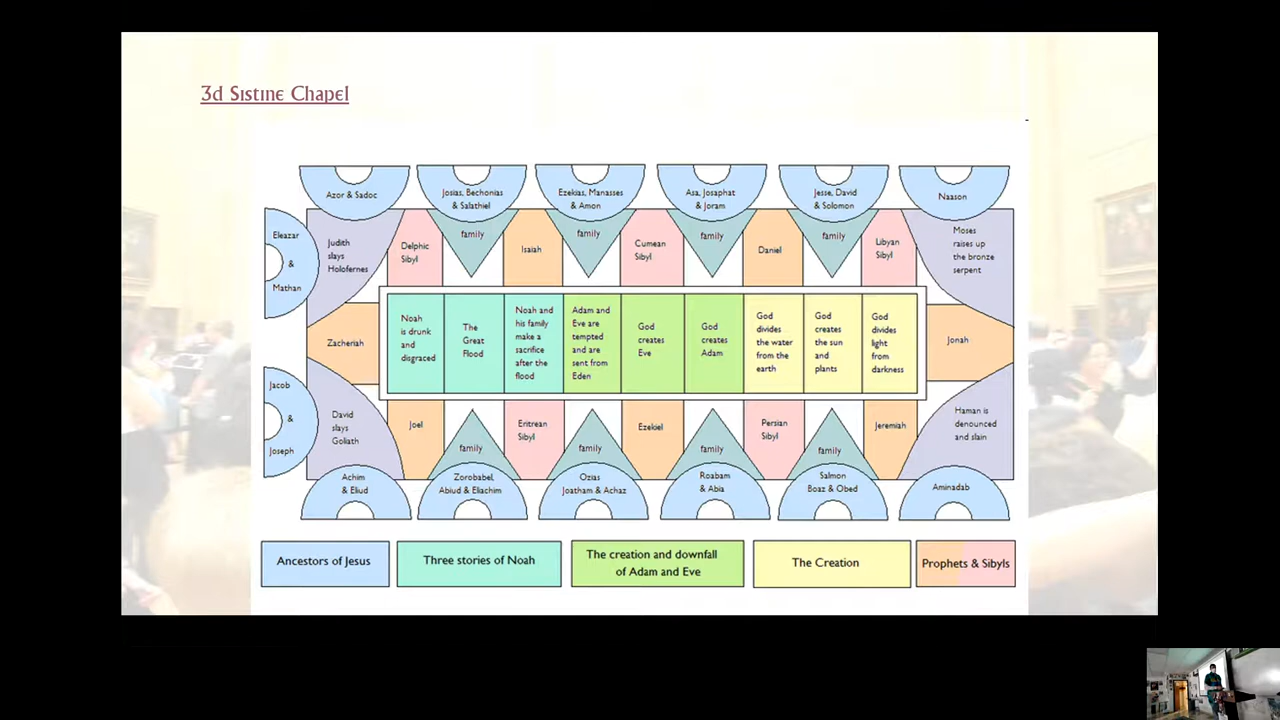 3d Sistine Chapel
Azor & Sadoc
Josias, Bechonias
& Salathiel
Ezekias, Manasses
& Amon
Asa, Josaphat
& Joram
Jesse, David
& Solomon
Naason
Eleazar
&
Mathan
Judith
slays
Holofernes
Delphic
Sibyl
family
Isaiah
family
Cumean
Sibyl
family
Daniel
family
Libyan
Sibyl
Moses
raises up
the bronze
serpent
Zacheriah
Noah
is drunk
and
disgraced
The
Great
Flood
Noah and
his family
make a
sacrifice
after the
flood
Adam and
Eve are
tempted
and are
sent from
Eden
God
creates
Eve
God
creates
Adam
God
divides
the water
from the
earth
God
creates
the sun
and
plants
God
divides
light
from
darkness
Jonah
Jacob
&
Joseph
David
slays
Goliath
Joel
family
Eritrean
Sibyl
family
Ezekiel
family
Persian
Sibyl
family
Jeremiah
Haman is
denounced
and slain
Achim
& Eliud
Zorobabel,
Abiud & Eliachim
Ozias
Joatham & Achaz
Roabam
& Abia
Salmon
Boaz & Obed
Aminadab
Ancestors of Jesus
Three stories of Noah
The creation and downfall
of Adam and Eve
The Creation
Prophets & Sibyls